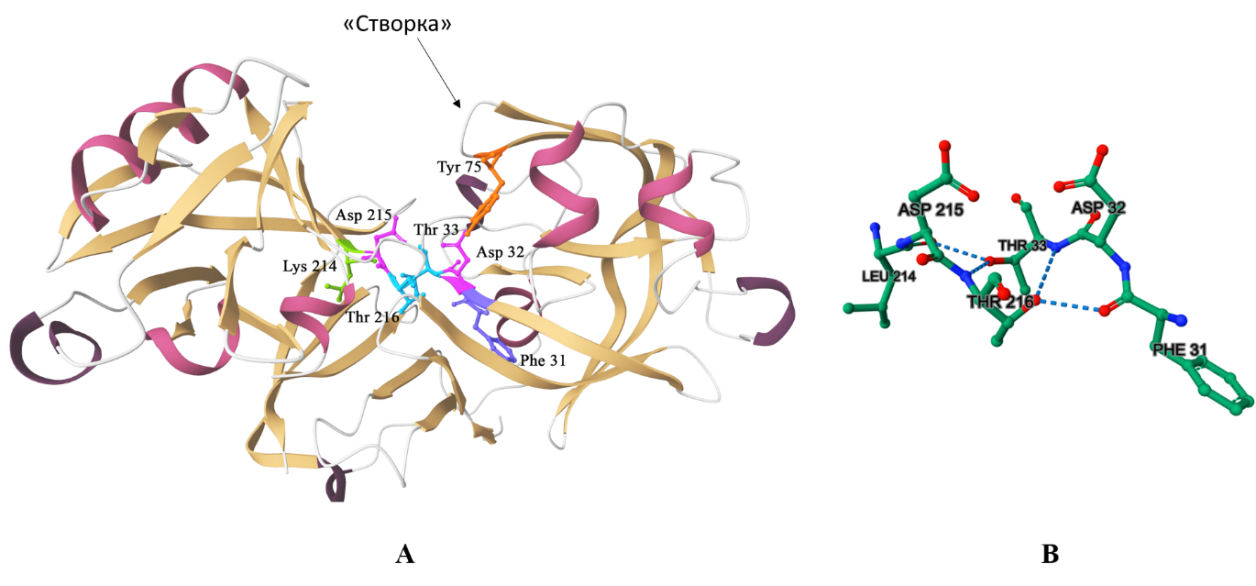 «Створка»
Tyr 75
Asp 215
Thr 33
Asp 32
Lys 214
Thr 216
Phe 31
A
ASP 215
ASP 32
THR 33
LEU 214
THR 216
PHE 31
B